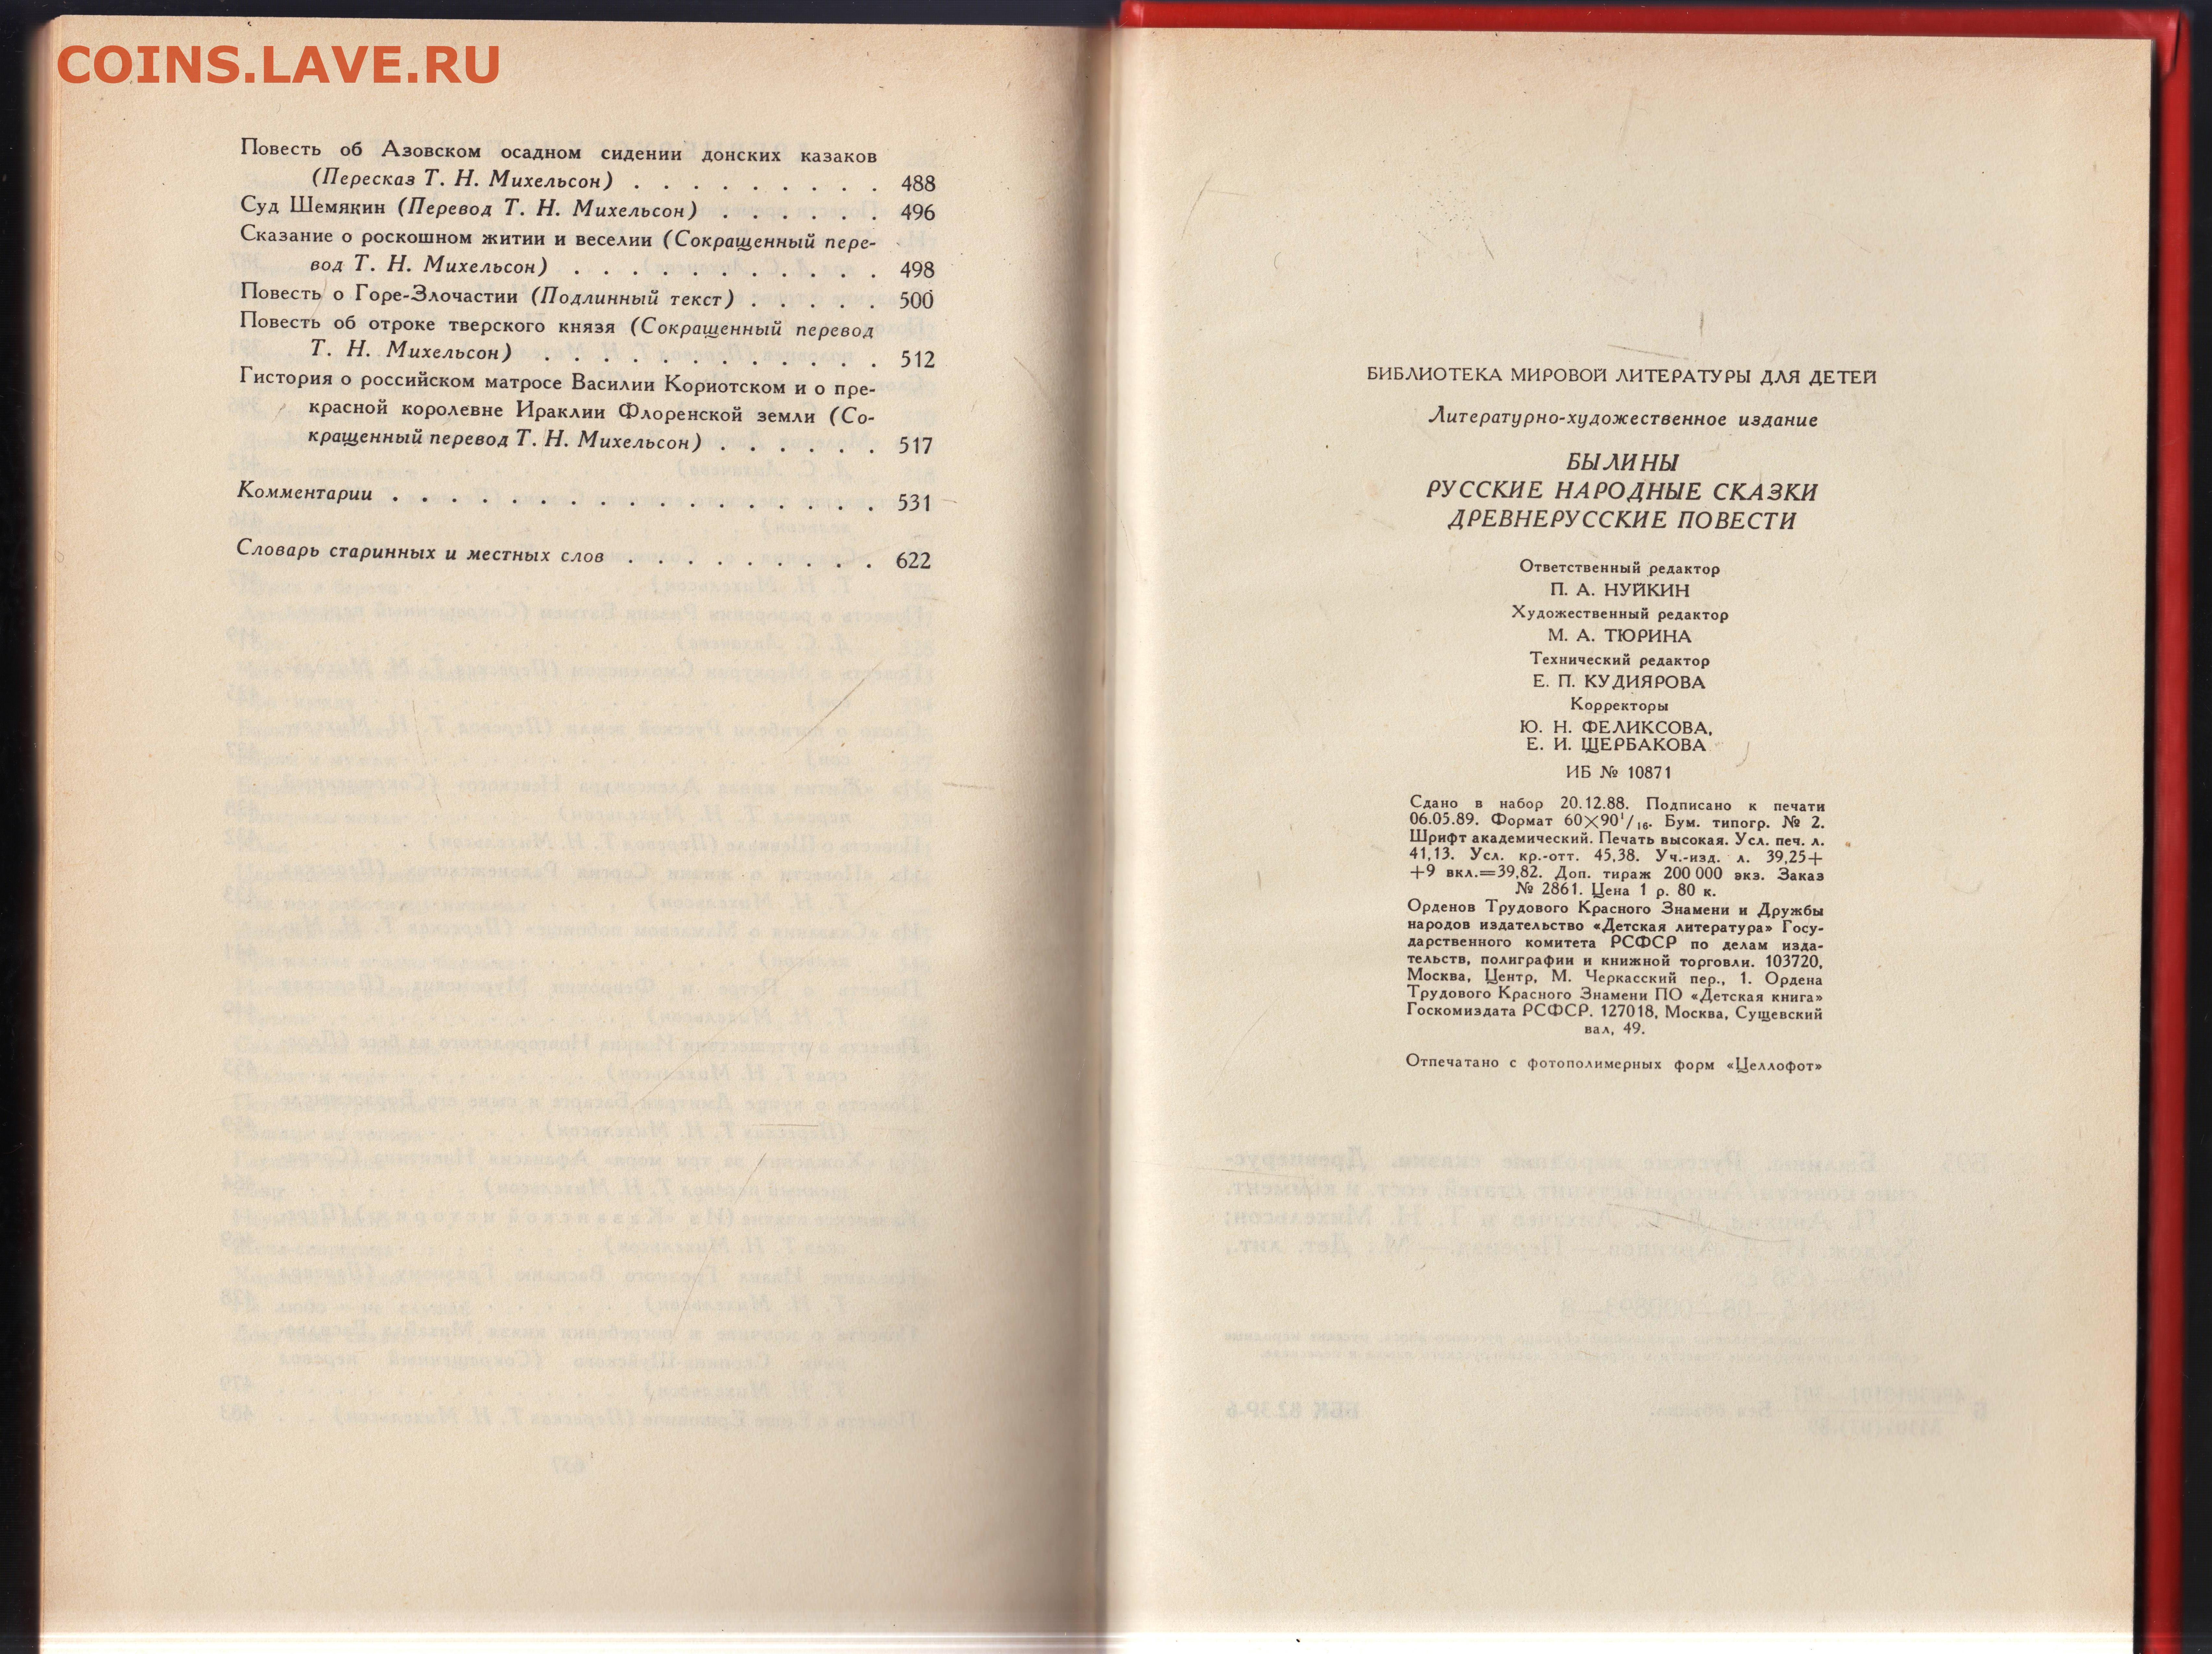 COINS.LAVE.RU
Повесть об Азовском осадном сидении донских казаков
(Пересказ Т. Н. Михельсон) . . . . . . . . . 488
Суд Шемякин (Перевод Т. Н. Михельсон) . . . . . . 496
Сказание о роскошном житии и веселии (Сокращенный пере-
вод Т. Н. Михельсон) . . . . . . . . . . . 498
Повесть о Горе-Злочастии (Подлинный текст) . . . . . 500
Повесть об отроке тверского князя (Сокращенный перевод
Т. Н. Михельсон) . . . . . . . . . . . . 512
Гистория о российском матросе Василии Кориотском и о пре-
красной королевне Ираклии Флоренской земли (Со-
кращенный перевод Т. Н. Михельсон) . . . . . . 517
Комментарии . . . . . . . . . . . . . . . . . 531
Словарь старинных и местных слов . . . . . . . . . 622
БИБЛИОТЕКА МИРОВОЙ ЛИТЕРАТУРЫ ДЛЯ ДЕТЕЙ
Литературно-художественное издание
БЫЛИНЫ
РУССКИЕ НАРОДНЫЕ СКАЗКИ
ДРЕВНЕРУССКИЕ ПОВЕСТИ
Ответственный редактор
П. А. НУЙКИН
Художественный редактор
М. А. ТЮРИНА
Технический редактор
Е. П. КУДИЯРОВА
Корректоры
Ю. Н. ФЕЛИКСОВА,
Е. И. ЩЕРБАКОВА
ИБ № 10871
Сдано в набор 20.12.88. Подписано к печати
06.05.89. Формат 60×90¹/₁₆. Бум. типогр. № 2.
Шрифт академический. Печать высокая. Усл. печ. л.
41,13. Усл. кр.-отт. 45,38. Уч.-изд. л. 39,25+
+9 вкл.=39,82. Доп. тираж 200 000 экз. Заказ
№ 2861. Цена 1 р. 80 к.
Орденов Трудового Красного Знамени и Дружбы
народов издательство «Детская литература» Госу-
дарственного комитета РСФСР по делам изда-
тельств, полиграфии и книжной торговли. 103720,
Москва, Центр, М. Черкасский пер., 1. Ордена
Трудового Красного Знамени ПО «Детская книга»
Госкомиздата РСФСР. 127018, Москва, Сущевский
вал, 49.
Отпечатано с фотополимерных форм «Целлофот»